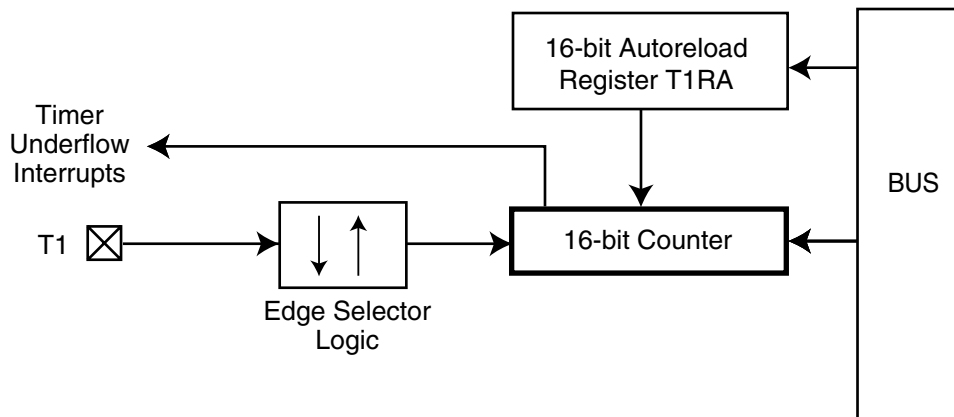 16-bit Autoreload
Register T1RA
Timer
Underflow
Interrupts
BUS
T1
16-bit Counter
Edge Selector
Logic